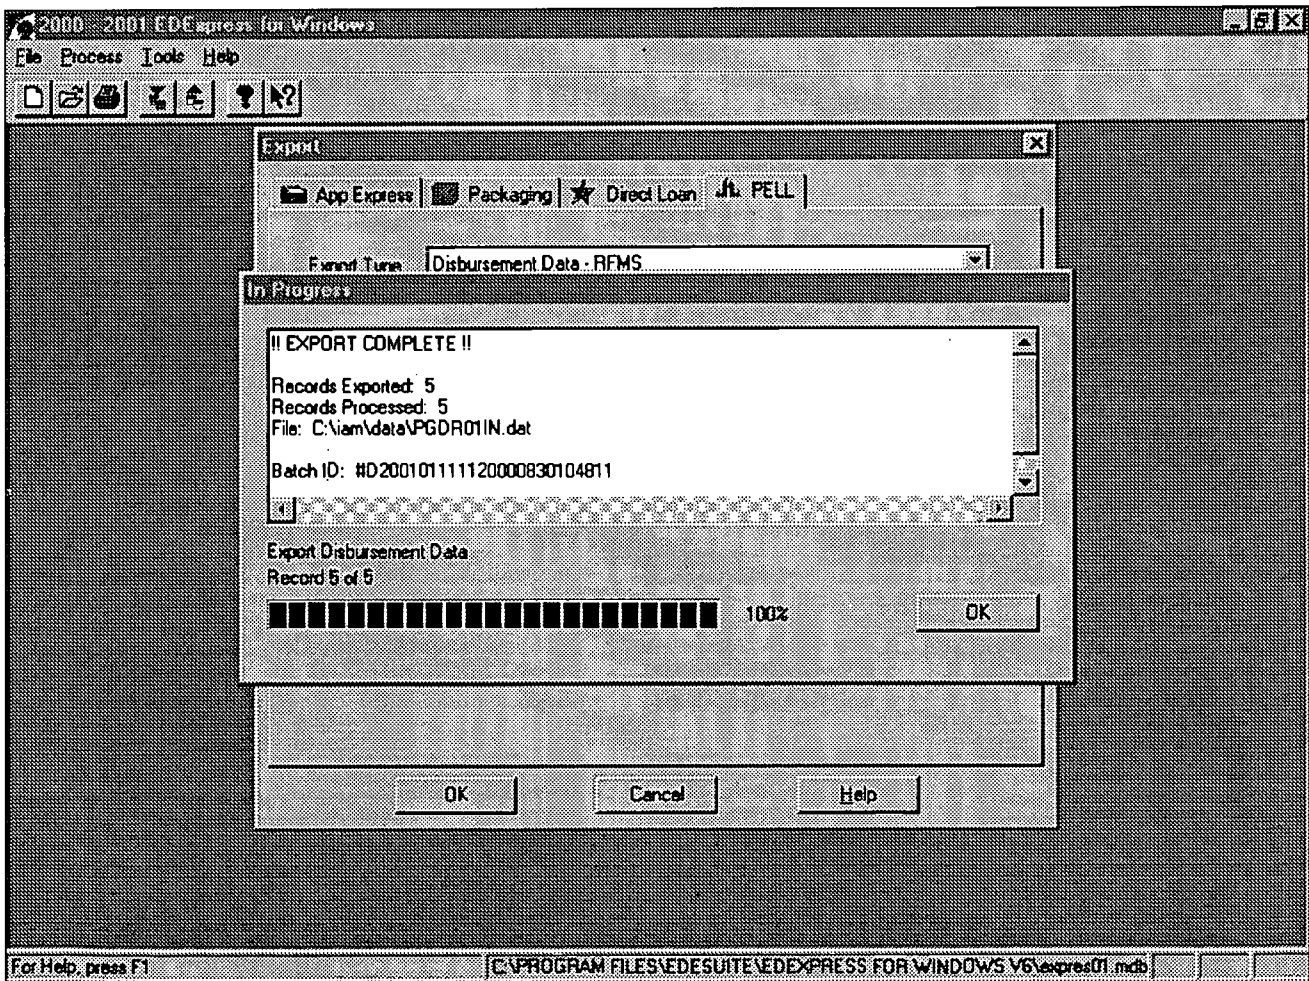 2000 - 2001 EDExpress for Windows
File Process Tools Help
Export
App Express Packaging Direct Loan PELL
Export Type Disbursement Data - RFMS
In Progress
!! EXPORT COMPLETE !!
Records Exported: 5
Records Processed: 5
File: C:\iam\data\PGDR01IN.dat
Batch ID: #D20010111111120000830104811
Export Disbursement Data
Record 5 of 5
100% OK
OK Cancel Help
For Help, press F1 C:\PROGRAM FILES\EDESUITE\EDEXPRESS FOR WINDOWS V6\expres01.mdb